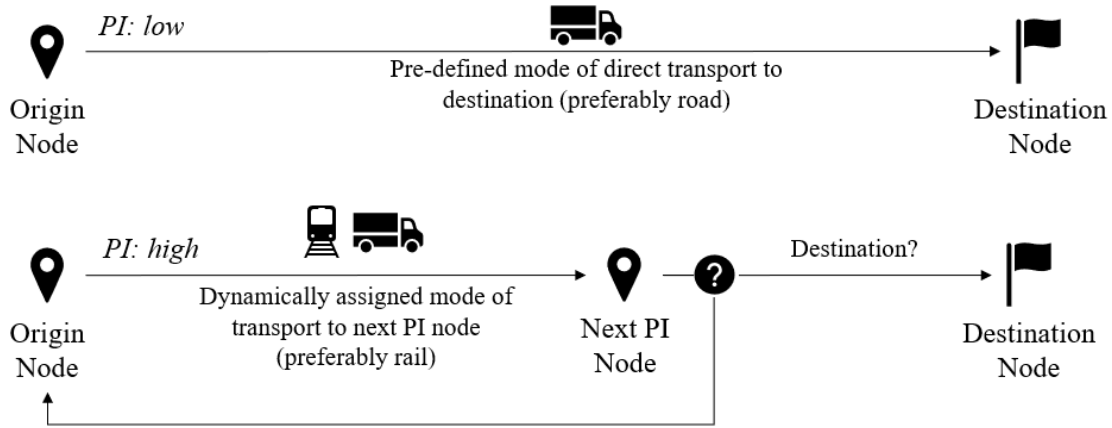 PI: low
Pre-defined mode of direct transport to
destination (preferably road)
Origin
Node
Destination
Node
PI: high
Destination?
Dynamically assigned mode of
transport to next PI node
(preferably rail)
?
Origin
Node
Next PI
Node
Destination
Node